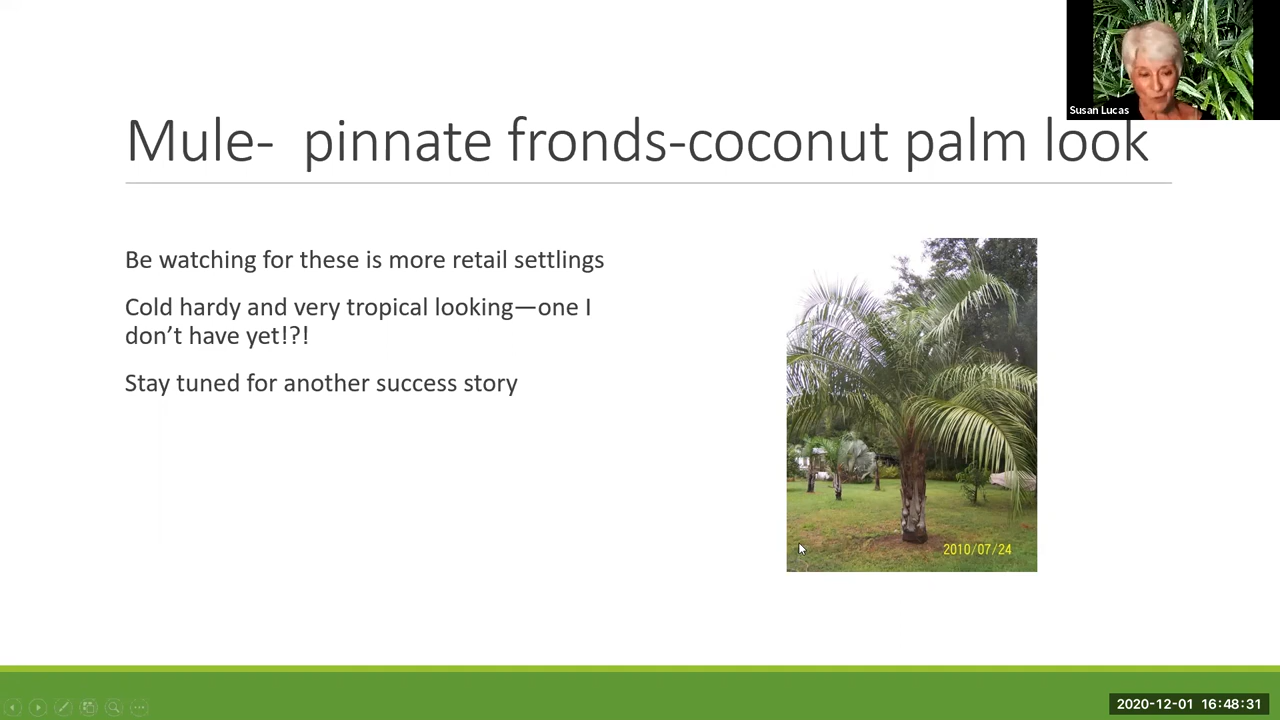 Susan Lucas
Mule-  pinnate fronds-coconut palm look
Be watching for these is more retail settlings
Cold hardy and very tropical looking—one I
don’t have yet!?!
Stay tuned for another success story
2010/07/24
2020-12-01 16:48:31